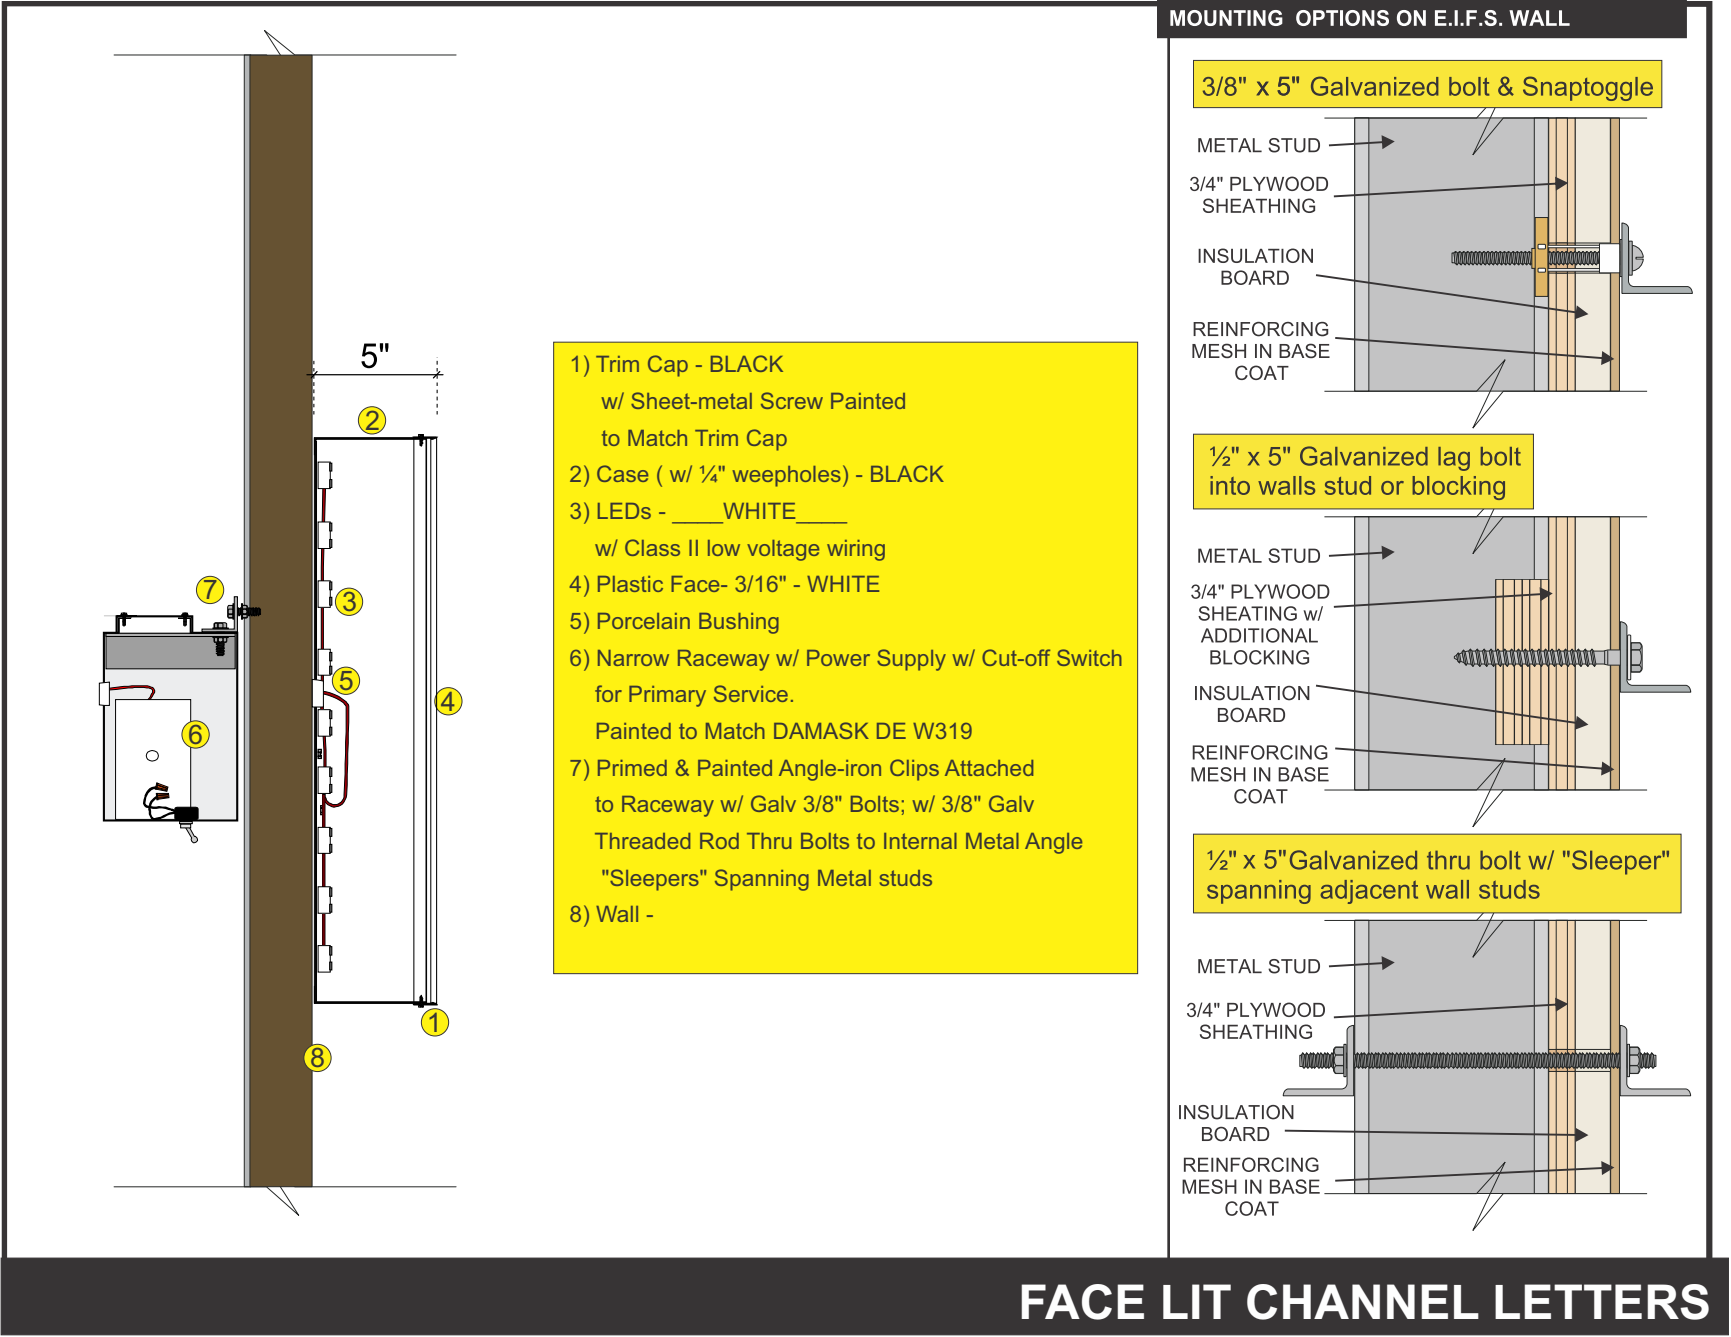 MOUNTING OPTIONS ON E.I.F.S. WALL
5"
2
7
3
5
4
6
1
8
1) Trim Cap - BLACK
w/ Sheet-metal Screw Painted
to Match Trim Cap
2) Case ( w/ ¼" weepholes) - BLACK
3) LEDs - ____WHITE____
w/ Class II low voltage wiring
4) Plastic Face- 3/16" - WHITE
5) Porcelain Bushing
6) Narrow Raceway w/ Power Supply w/ Cut-off Switch
for Primary Service.
Painted to Match DAMASK DE W319
7) Primed & Painted Angle-iron Clips Attached
to Raceway w/ Galv 3/8" Bolts; w/ 3/8" Galv
Threaded Rod Thru Bolts to Internal Metal Angle
"Sleepers" Spanning Metal studs
8) Wall -
3/8" x 5" Galvanized bolt & Snaptoggle
METAL STUD
3/4" PLYWOOD
SHEATHING
INSULATION
BOARD
REINFORCING
MESH IN BASE
COAT
½" x 5" Galvanized lag bolt
into walls stud or blocking
METAL STUD
3/4" PLYWOOD
SHEATING w/
ADDITIONAL
BLOCKING
INSULATION
BOARD
REINFORCING
MESH IN BASE
COAT
½" x 5"Galvanized thru bolt w/ "Sleeper"
spanning adjacent wall studs
METAL STUD
3/4" PLYWOOD
SHEATHING
INSULATION
BOARD
REINFORCING
MESH IN BASE
COAT
FACE LIT CHANNEL LETTERS